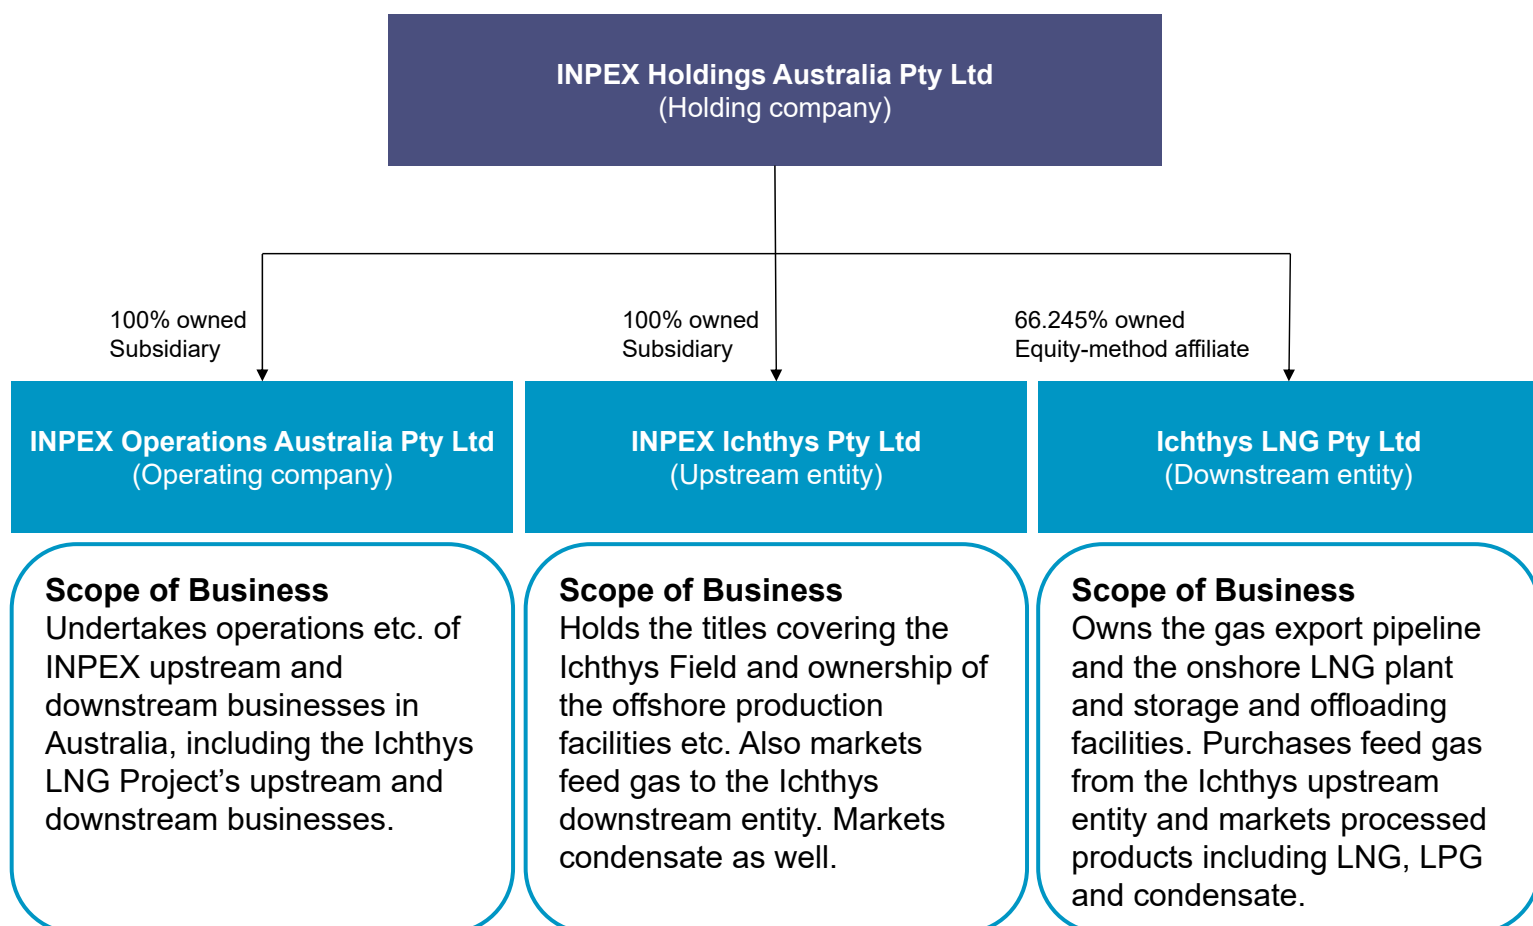 INPEX Holdings Australia Pty Ltd
(Holding company)
100% owned
Subsidiary
100% owned
Subsidiary
66.245% owned
Equity-method affiliate
INPEX Operations Australia Pty Ltd
(Operating company)
INPEX Ichthys Pty Ltd
(Upstream entity)
Ichthys LNG Pty Ltd
(Downstream entity)
Scope of Business
Undertakes operations etc. of
INPEX upstream and
downstream businesses in
Australia, including the Ichthys
LNG Project’s upstream and
downstream businesses.
Scope of Business
Holds the titles covering the
Ichthys Field and ownership of
the offshore production
facilities etc. Also markets
feed gas to the Ichthys
downstream entity. Markets
condensate as well.
Scope of Business
Owns the gas export pipeline
and the onshore LNG plant
and storage and offloading
facilities. Purchases feed gas
from the Ichthys upstream
entity and markets processed
products including LNG, LPG
and condensate.